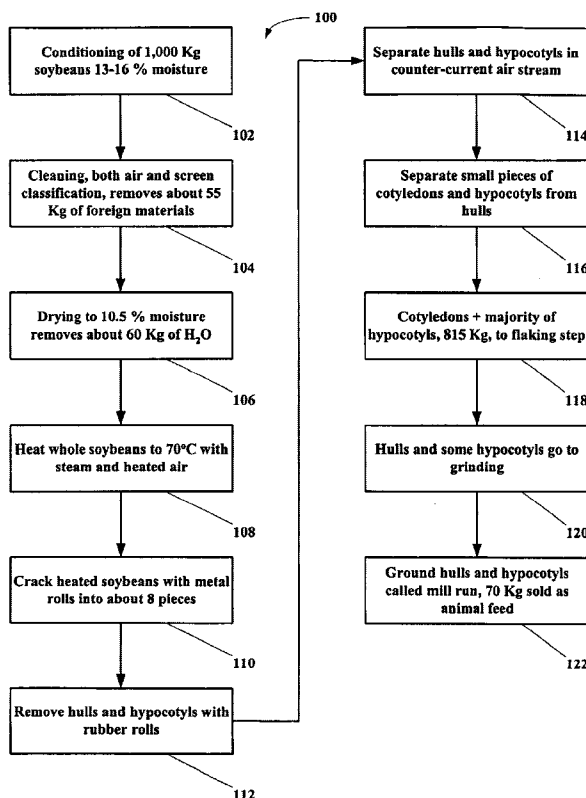 100
Conditioning of 1,000 Kg
soybeans 13-16 % moisture
102
Cleaning, both air and screen
classification, removes about 55
Kg of foreign materials
104
Drying to 10.5 % moisture
removes about 60 Kg of H₂O
106
Heat whole soybeans to 70°C with
steam and heated air
108
Crack heated soybeans with metal
rolls into about 8 pieces
110
Remove hulls and hypocotyls with
rubber rolls
112
Separate hulls and hypocotyls in
counter-current air stream
114
Separate small pieces of
cotyledons and hypocotyls from
hulls
116
Cotyledons + majority of
hypocotyls, 815 Kg, to flaking step
118
Hulls and some hypocotyls go to
grinding
120
Ground hulls and hypocotyls
called mill run, 70 Kg sold as
animal feed
122